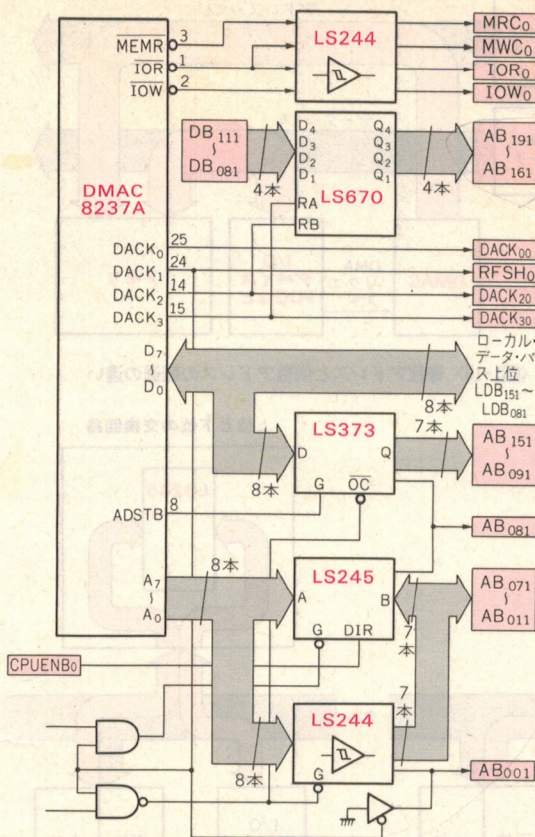 LS244
MEMR 3
IOR 1
IOW 2
MRC0
MWC0
IOR0
IOW0
DB111
〜
DB081
4本
D4
D3
D2
D1
RA
RB
Q4
Q3
Q2
Q1
LS670
4本
AB191
〜
AB161
DMAC
8237A
DACK0 25
DACK1 24
DACK2 14
DACK3 15
DACK00
RFSH0
DACK20
DACK30
D7
〜
D0
8本
ローカル・
データ・バ
ス上位
LDB151〜
LDB081
LS373
D
Q
G
OC
8本
7本
AB151
〜
AB091
ADSTB 8
AB081
A7
〜
A0
8本
LS245
A
B
G
DIR
7本
AB071
〜
AB011
CPUENB0
LS244
G
8本
7
本
AB001